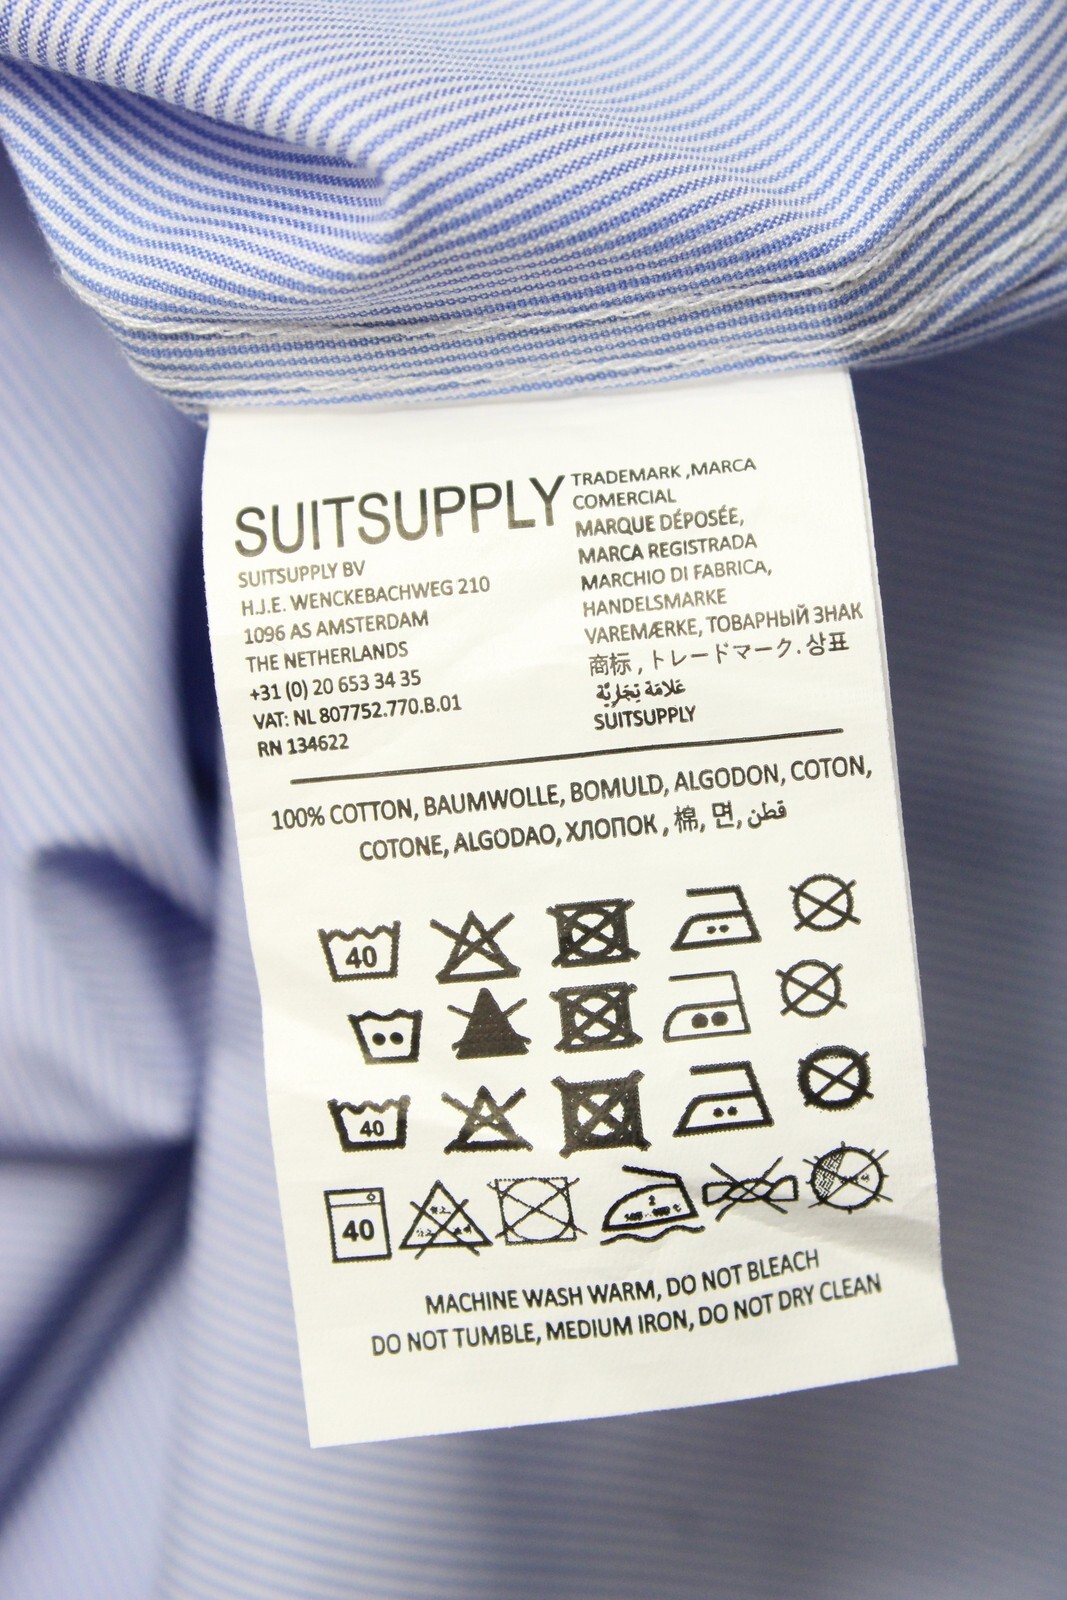 SUITSUPPLY
SUITSUPPLY BV
H.J.E. WENCKEBACHWEG 210
1096 AS AMSTERDAM
THE NETHERLANDS
+31 (0) 20 653 34 35
VAT: NL 807752.770.B.01
RN 134622
TRADEMARK ,MARCA
COMERCIAL
MARQUE DÉPOSÉE,
MARCA REGISTRADA
MARCHIO DI FABRICA,
HANDELSMARKE
VAREMÆRKE, ТОВАРНЫЙ ЗНАК
商标 , トレードマーク. 상표
عَلامَة تِجَاريَّة
SUITSUPPLY
100% COTTON, BAUMWOLLE, BOMULD, ALGODON, COTON,
COTONE, ALGODAO, ХЛОПОК , 棉, 면, قطن
40
40
40
2
MACHINE WASH WARM, DO NOT BLEACH
DO NOT TUMBLE, MEDIUM IRON, DO NOT DRY CLEAN